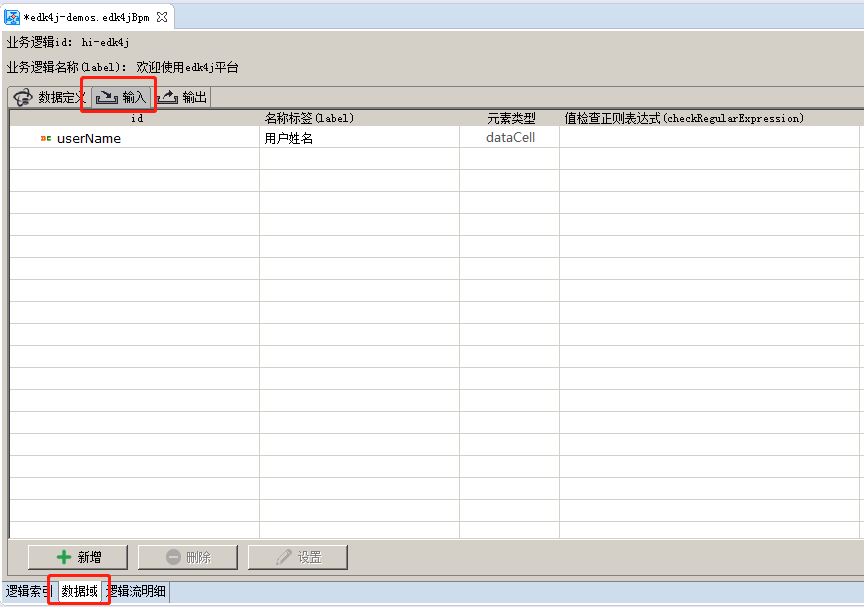 *edk4j-demos.edk4jBpm
业务逻辑id: hi-edk4j
业务逻辑名称(label): 欢迎使用edk4j平台
数据定义 输入 输出
id 名称标签(label) 元素类型 值检查正则表达式(checkRegularExpression)
userName 用户姓名 dataCell
新增 删除 设置
逻辑索引 数据域 逻辑流明细